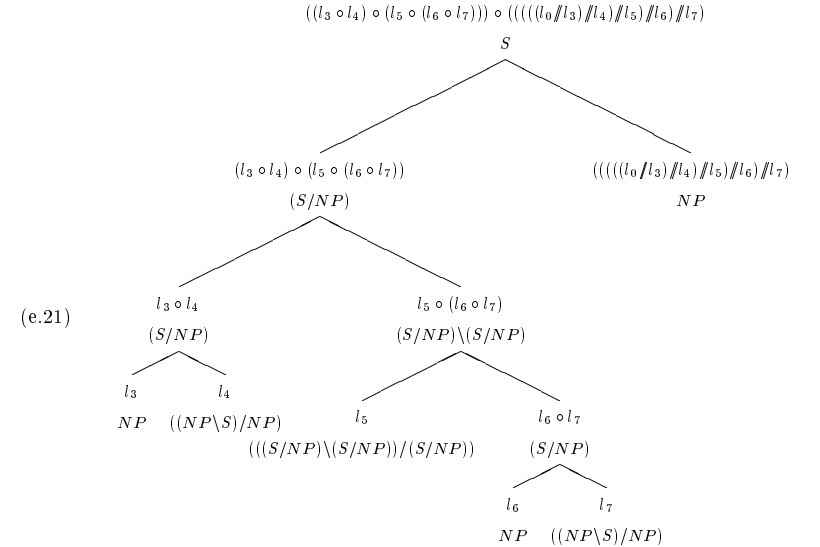 ((l₃ ∘ l₄) ∘ (l₅ ∘ (l₆ ∘ l₇))) ∘ (((((l₀//l₃)//l₄)//l₅)//l₆)//l₇)
S
(l₃ ∘ l₄) ∘ (l₅ ∘ (l₆ ∘ l₇)) (((((l₀//l₃)//l₄)//l₅)//l₆)//l₇)
(S/NP) NP
l₃ ∘ l₄ l₅ ∘ (l₆ ∘ l₇)
(e.21)
(S/NP) (S/NP)\(S/NP)
l₃ l₄
NP ((NP\S)/NP)
l₅ l₆ ∘ l₇
(((S/NP)\(S/NP))/(S/NP)) (S/NP)
l₆ l₇
NP ((NP\S)/NP)